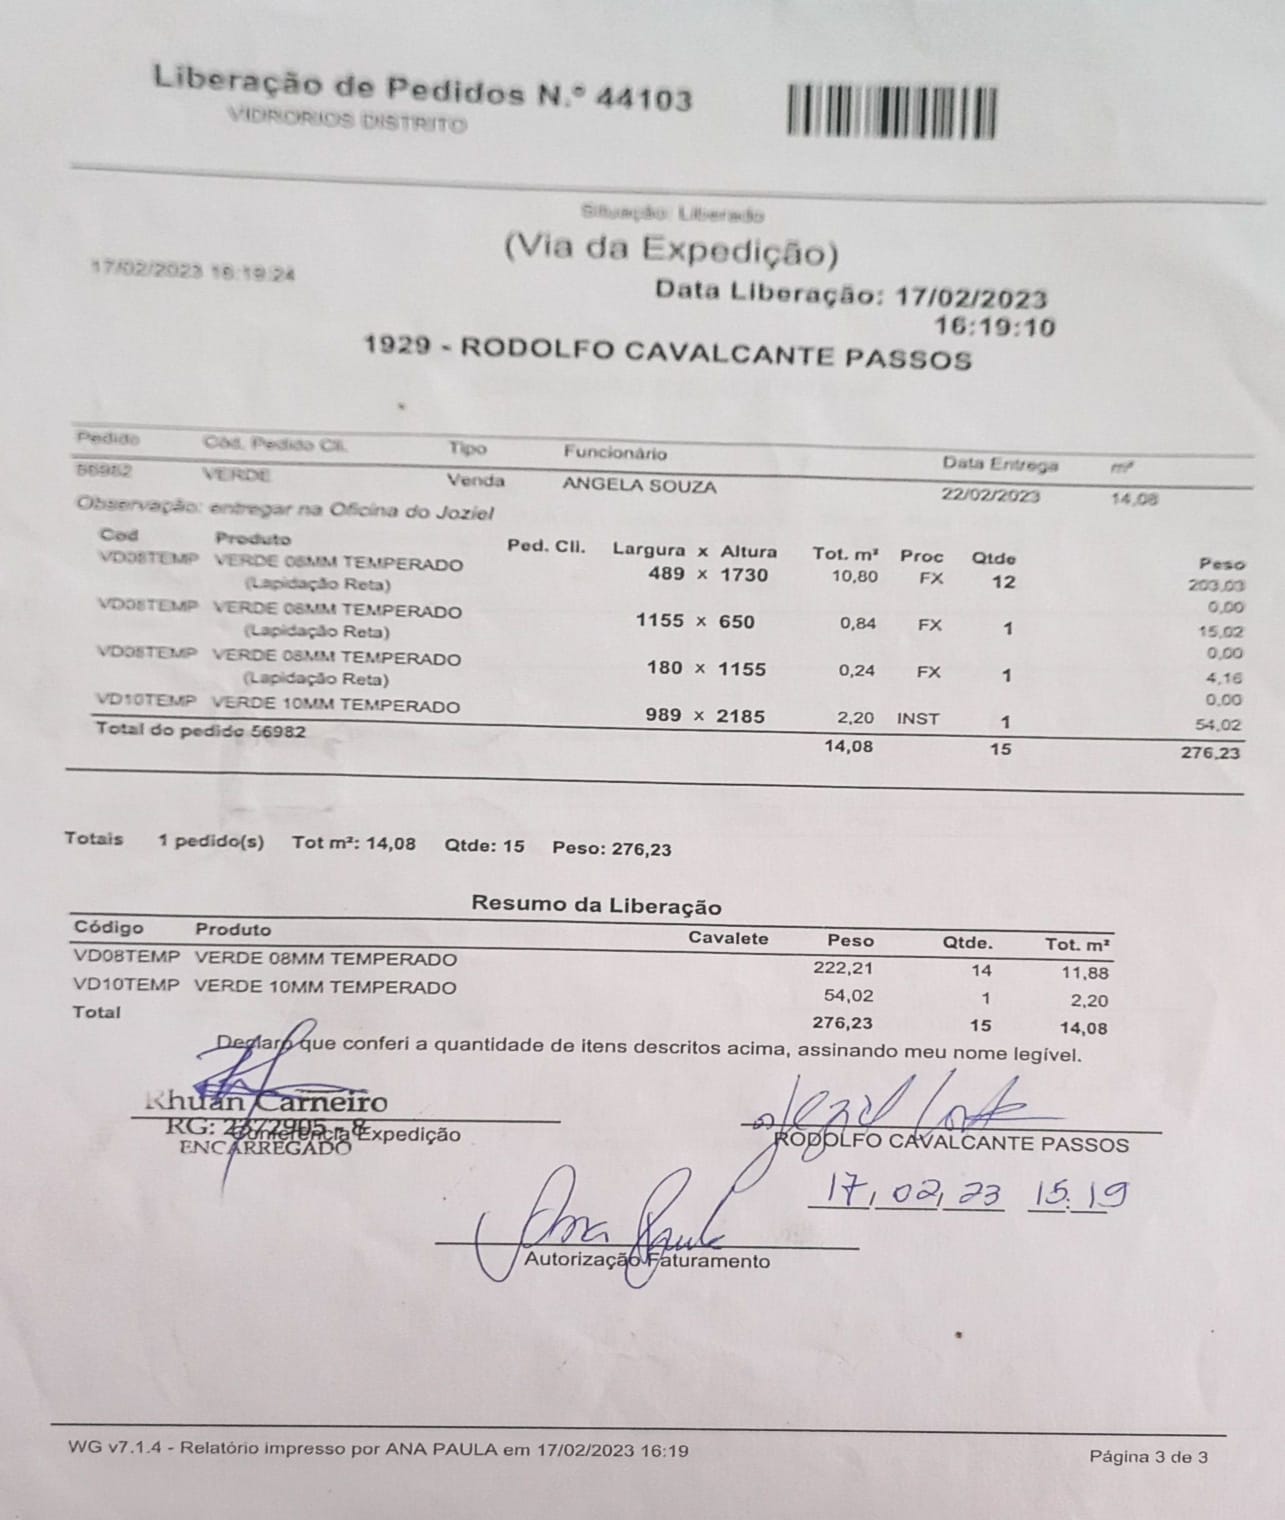 Liberação de Pedidos N.º 44103
VIDRORIOS DISTRITO
Situação: Liberado
(Via da Expedição)
17/02/2023 16:19:24
Data Liberação: 17/02/2023
16:19:10
1929 - RODOLFO CAVALCANTE PASSOS
Pedido Cód. Pedido Cli. Tipo Funcionário Data Entrega m²
56982 VERDE Venda ANGELA SOUZA 22/02/2023 14,08
Observação: entregar na Oficina do Joziel
Cod Produto Ped. Cli. Largura x Altura Tot. m² Proc Qtde Peso
VD08TEMP VERDE 08MM TEMPERADO 489 x 1730 10,80 FX 12 203,03
(Lapidação Reta) 0,00
VD08TEMP VERDE 08MM TEMPERADO 1155 x 650 0,84 FX 1 15,02
(Lapidação Reta) 0,00
VD08TEMP VERDE 08MM TEMPERADO 180 x 1155 0,24 FX 1 4,16
(Lapidação Reta) 0,00
VD10TEMP VERDE 10MM TEMPERADO 989 x 2185 2,20 INST 1 54,02
Total do pedido 56982 14,08 15 276,23
Totais 1 pedido(s) Tot m²: 14,08 Qtde: 15 Peso: 276,23
Resumo da Liberação
Código Produto Cavalete Peso Qtde. Tot. m²
VD08TEMP VERDE 08MM TEMPERADO 222,21 14 11,88
VD10TEMP VERDE 10MM TEMPERADO 54,02 1 2,20
Total 276,23 15 14,08
Declaro que conferi a quantidade de itens descritos acima, assinando meu nome legível.
Rhuan Carneiro
RG: 2372905 - 8
Conferência Expedição
ENCARREGADO
RODOLFO CAVALCANTE PASSOS
17, 02, 23 15:19
Ana Paula
Autorização Faturamento
WG v7.1.4 - Relatório impresso por ANA PAULA em 17/02/2023 16:19
Página 3 de 3